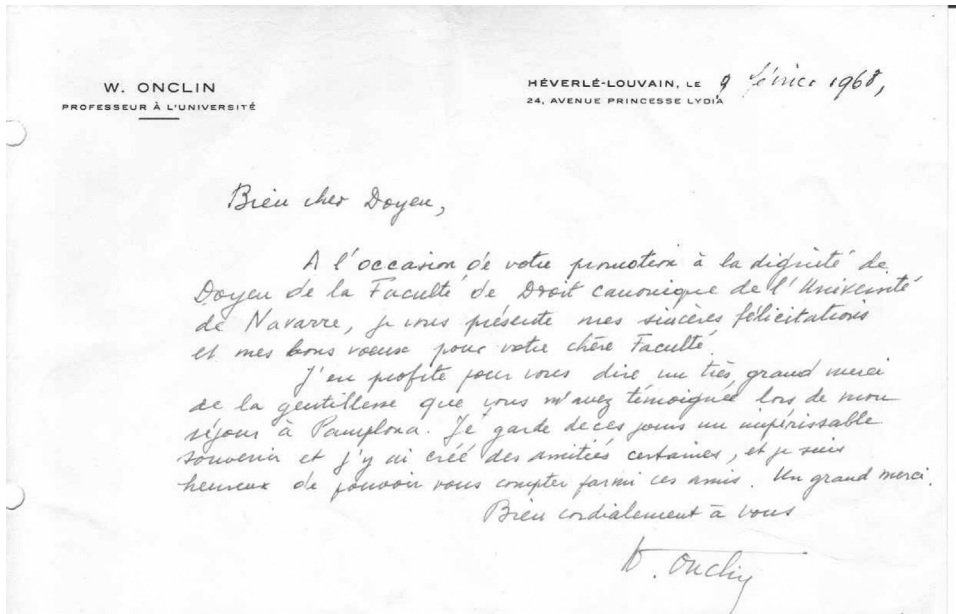 W. ONCLIN
PROFESSEUR À L'UNIVERSITÉ
HÉVERLÉ-LOUVAIN, LE 9 février 1968,
24, AVENUE PRINCESSE LYDIA
Bien cher Doyen,
A l'occasion de votre promotion à la dignité de
Doyen de la Faculté de Droit canonique de l'Université
de Navarre, je vous présente mes sincères félicitations
et mes bons voeux pour votre chère Faculté.
J'en profite pour vous dire un très grand merci
de la gentillesse que vous m'avez témoignée lors de mon
séjour à Pamplona. Je garde de ces jours un impérissable
souvenir et j'y ai créé des amitiés certaines, et je suis
heureux de pouvoir vous compter parmi ces amis. Un grand merci.
Bien cordialement à vous
W. Onclin